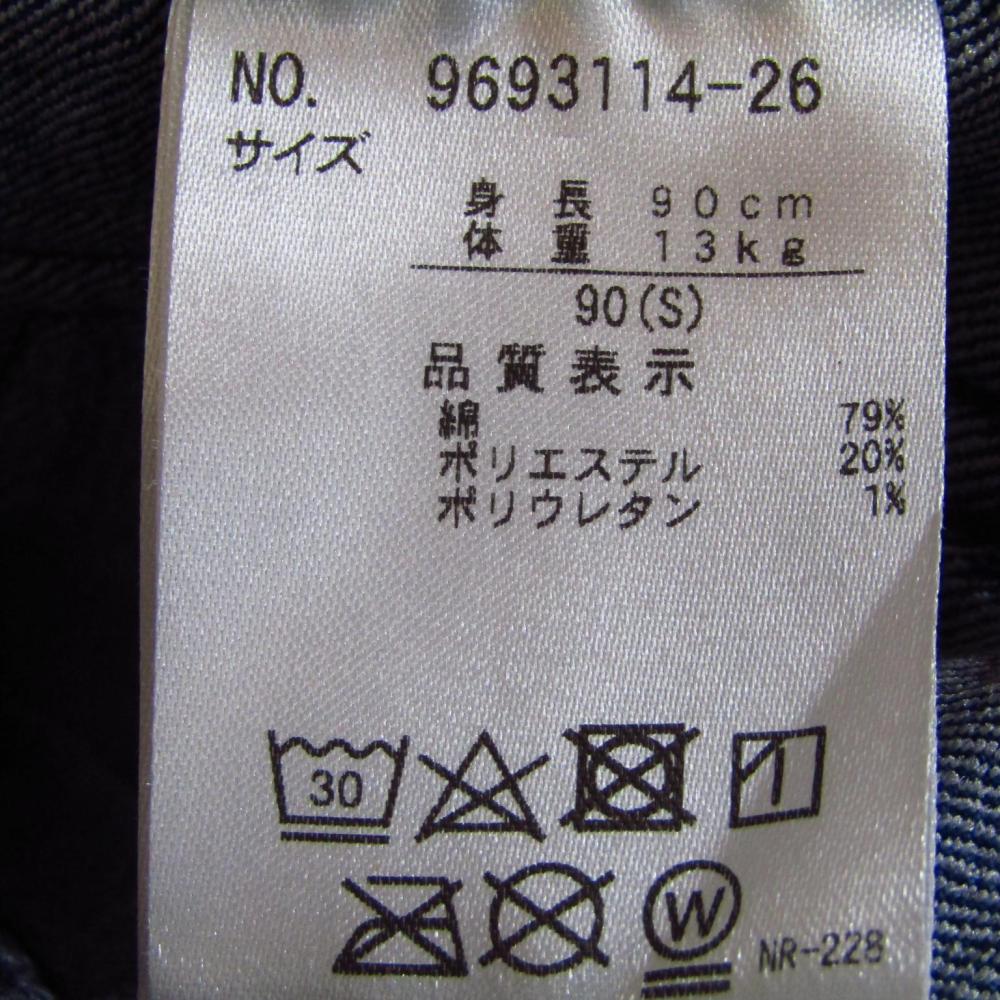 NO. 9693114-26
サイズ
身長 90cm
体重 13kg
90(S)
品質表示
綿 79%
ポリエステル 20%
ポリウレタン 1%
30
W
NR-228